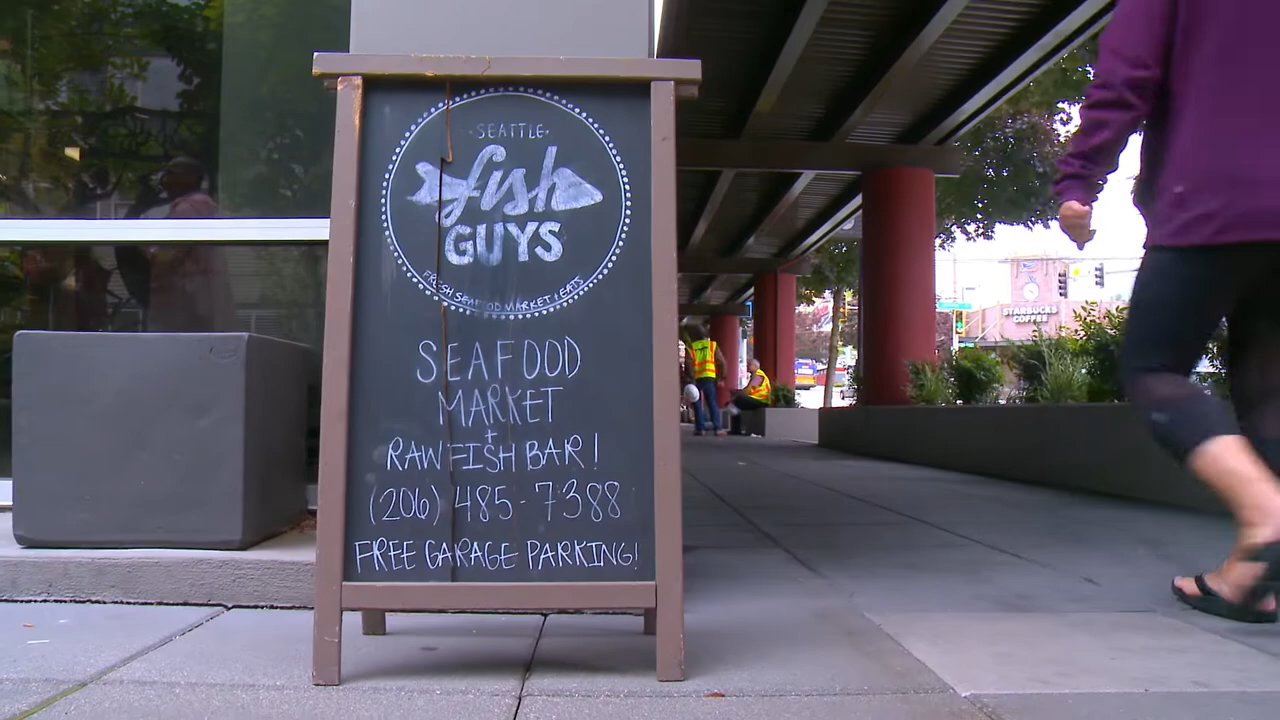 ·SEATTLE·
fish
GUYS
FRESH SEAFOOD MARKET + EATS
SEAFOOD
MARKET
+
RAW FISH BAR!
(206) 485-7388
FREE GARAGE PARKING!
STARBUCKS
COFFEE